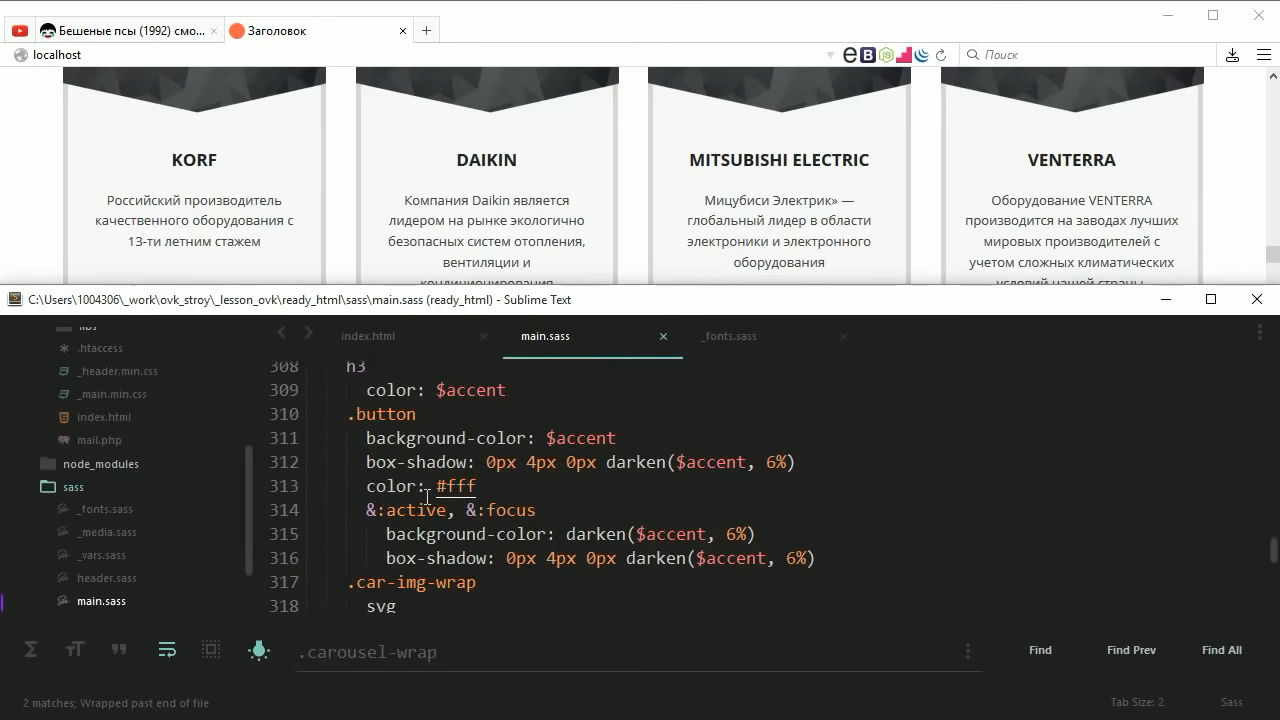 Бешеные псы (1992) смо...
Заголовок
localhost
Поиск
KORF
Российский производитель
качественного оборудования с
13-ти летним стажем
DAIKIN
Компания Daikin является
лидером на рынке экологично
безопасных систем отопления,
вентиляции и
кондиционирования
MITSUBISHI ELECTRIC
Мицубиси Электрик» —
глобальный лидер в области
электроники и электронного
оборудования
VENTERRA
Оборудование VENTERRA
производится на заводах лучших
мировых производителей с
учетом сложных климатических
условий нашей страны
C:\Users\1004306\_work\ovk_stroy\_lesson_ovk\ready_html\sass\main.sass (ready_html) - Sublime Text
libs
.htaccess
_header.min.css
_main.min.css
index.html
mail.php
node_modules
sass
_fonts.sass
_media.sass
_vars.sass
header.sass
main.sass
index.html
main.sass
_fonts.sass
308 h3
309 color: $accent
310 .button
311 background-color: $accent
312 box-shadow: 0px 4px 0px darken($accent, 6%)
313 color: #fff
314 &:active, &:focus
315 background-color: darken($accent, 6%)
316 box-shadow: 0px 4px 0px darken($accent, 6%)
317 .car-img-wrap
318 svg
.carousel-wrap
Find
Find Prev
Find All
2 matches; Wrapped past end of file
Tab Size: 2
Sass